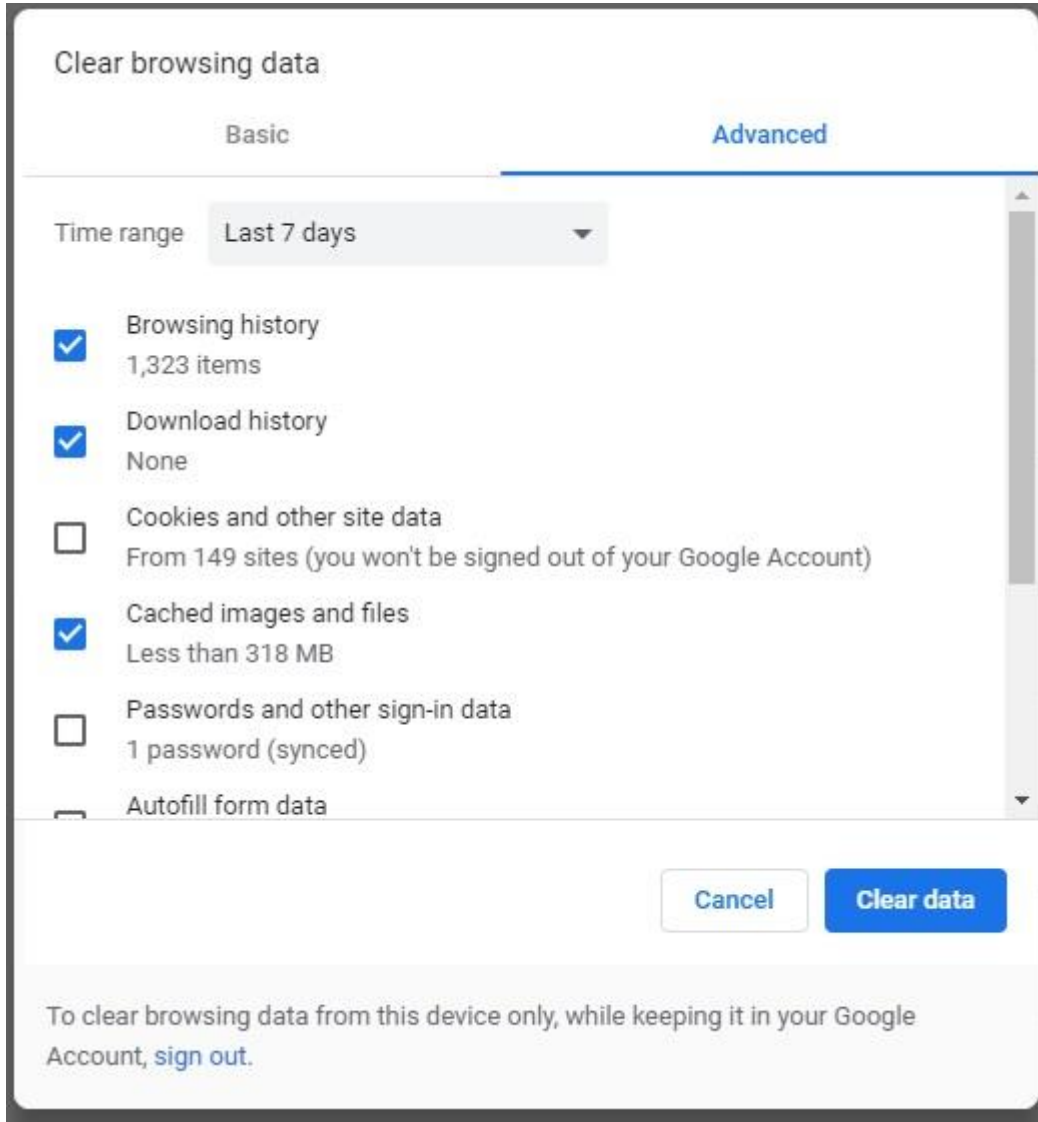 Clear browsing data
Basic
Advanced
Time range
Last 7 days
Browsing history
1,323 items
Download history
None
Cookies and other site data
From 149 sites (you won't be signed out of your Google Account)
Cached images and files
Less than 318 MB
Passwords and other sign-in data
1 password (synced)
Autofill form data
Cancel
Clear data
To clear browsing data from this device only, while keeping it in your Google
Account, sign out.